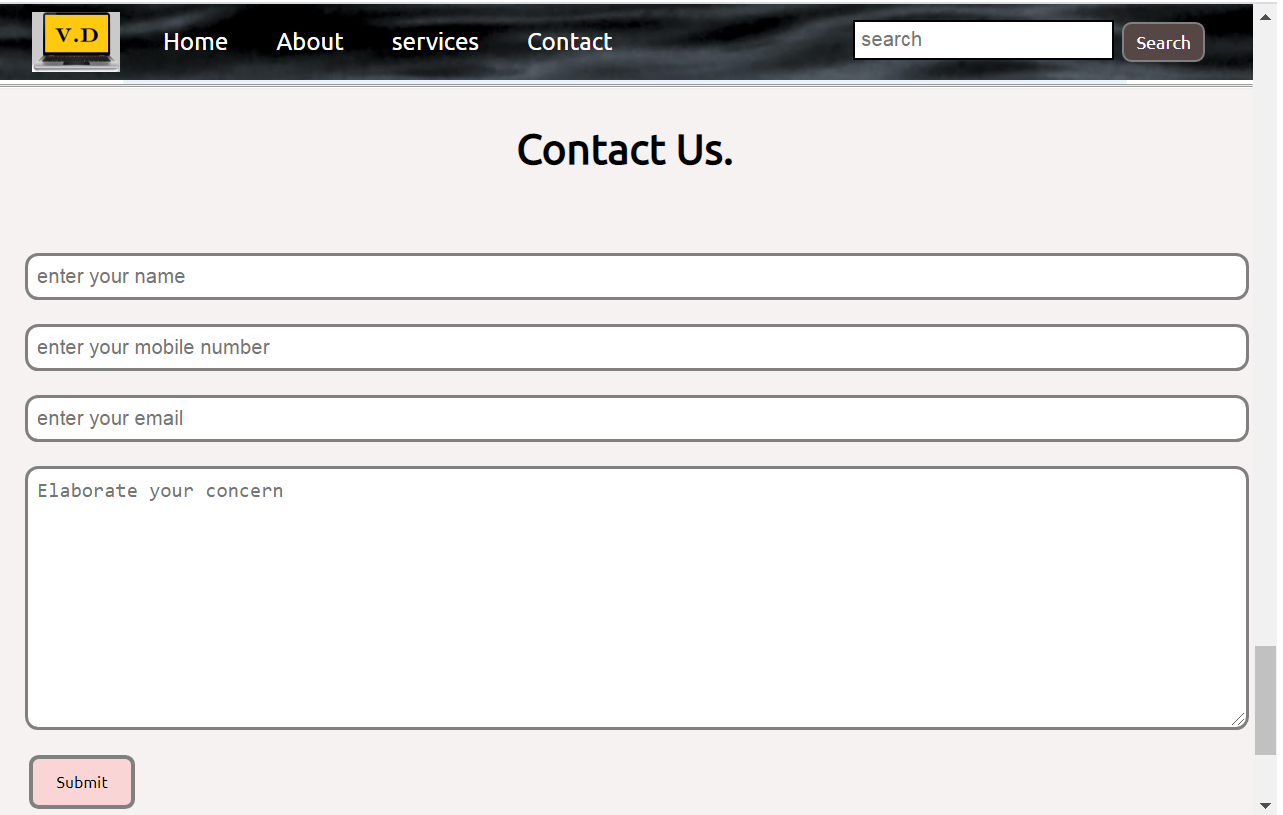 V.D
Home About services Contact search Search
Contact Us.
enter your name
enter your mobile number
enter your email
Elaborate your concern
Submit